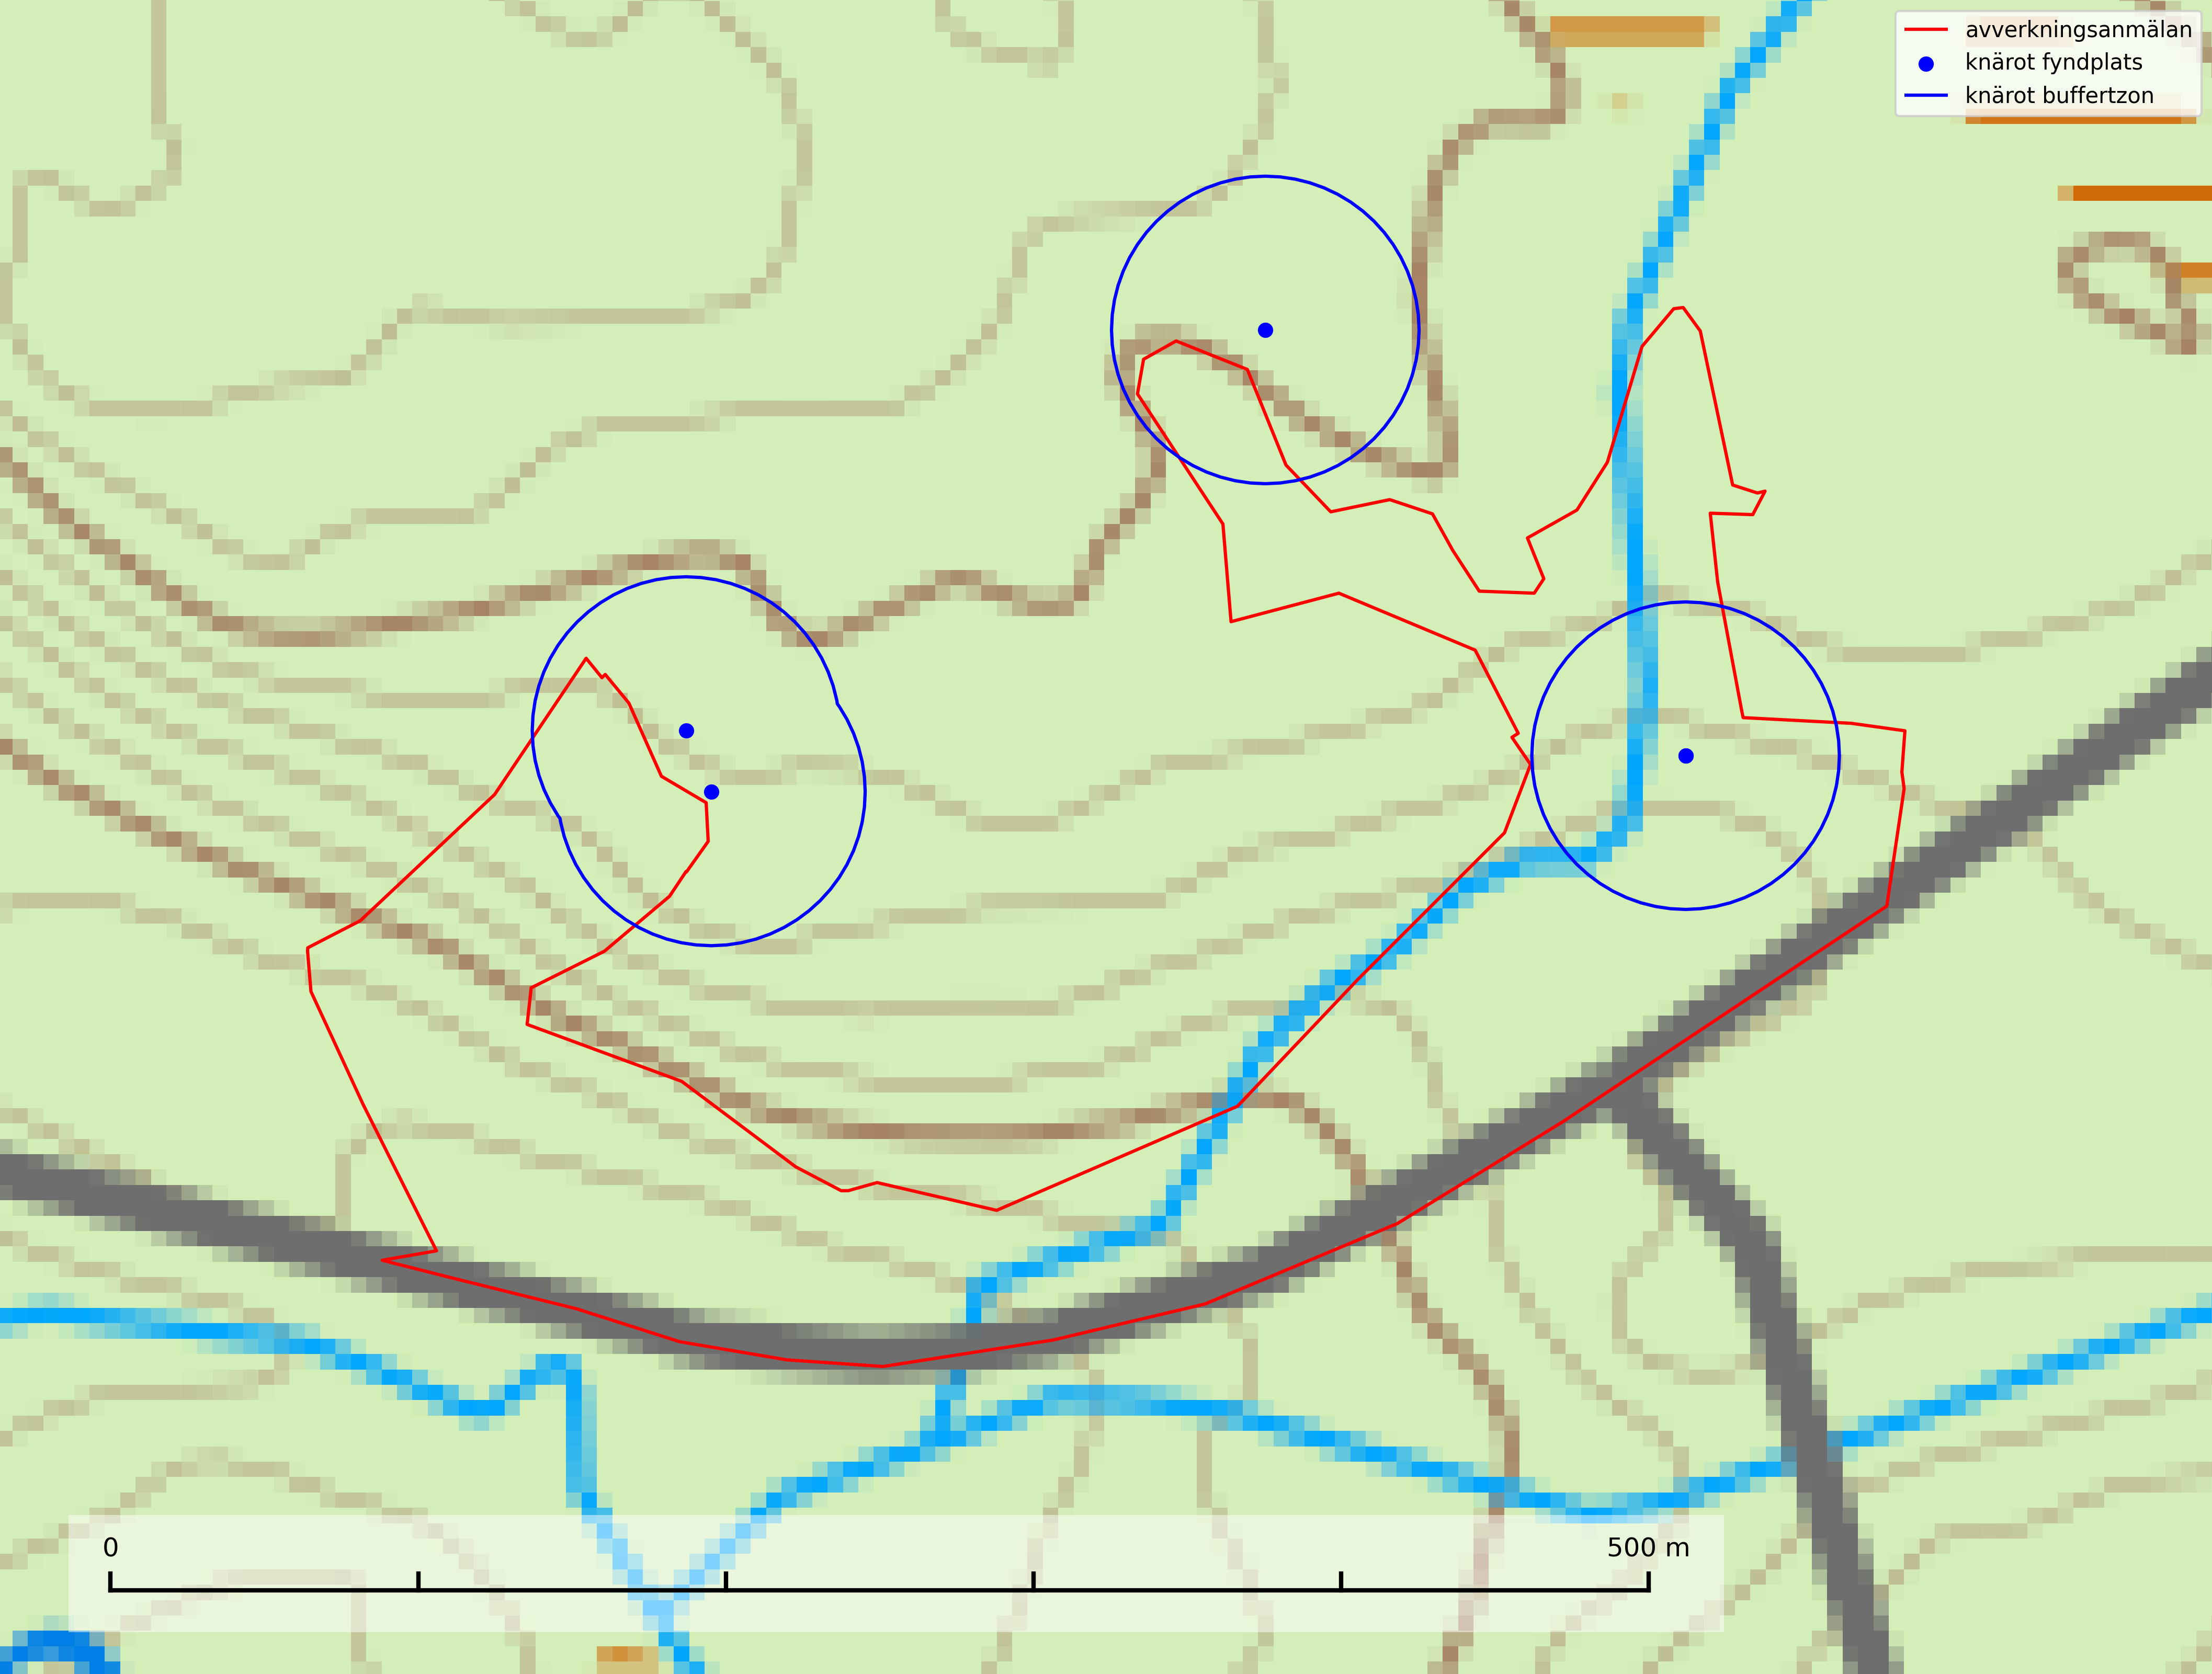 avverkningsanmälan
knärot fyndplats
knärot buffertzon
0
500 m